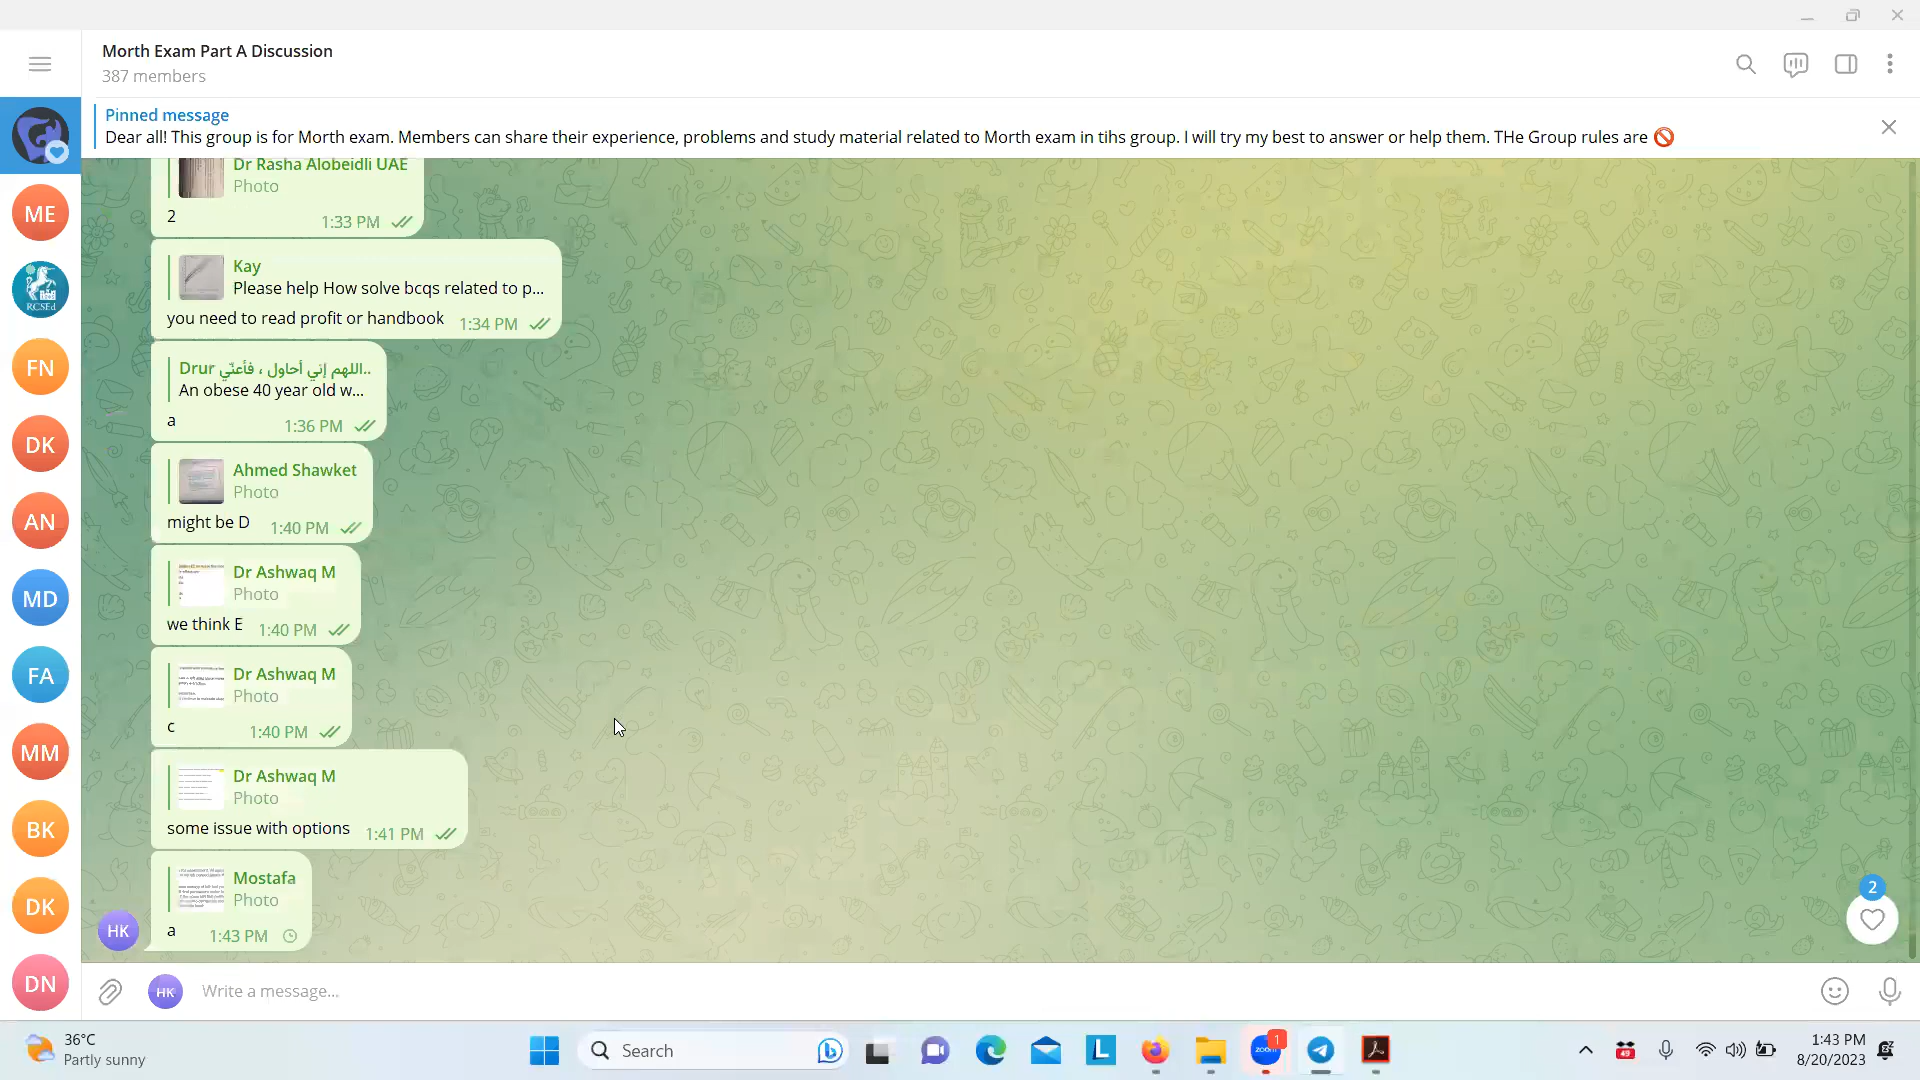 Morth Exam Part A Discussion
387 members
Pinned message
Dear all! This group is for Morth exam. Members can share their experience, problems and study material related to Morth exam in tihs group. I will try my best to answer or help them. THe Group rules are 🚫
Dr Rasha Alobeidli UAE
Photo
2
1:33 PM
Kay
Please help How solve bcqs related to p...
you need to read profit or handbook
1:34 PM
Drur اللهم إني أحاول ، فأعنّي..
An obese 40 year old w...
a
1:36 PM
Ahmed Shawket
Photo
might be D
1:40 PM
Dr Ashwaq M
Photo
we think E
1:40 PM
Dr Ashwaq M
Photo
c
1:40 PM
Dr Ashwaq M
Photo
some issue with options
1:41 PM
Mostafa
Photo
a
1:43 PM
HK
ME
RCSEd
FN
DK
AN
MD
FA
MM
BK
DK
DN
2
HK
Write a message...
36°C
Partly sunny
Search
L
zoom
1
49
1:43 PM
8/20/2023